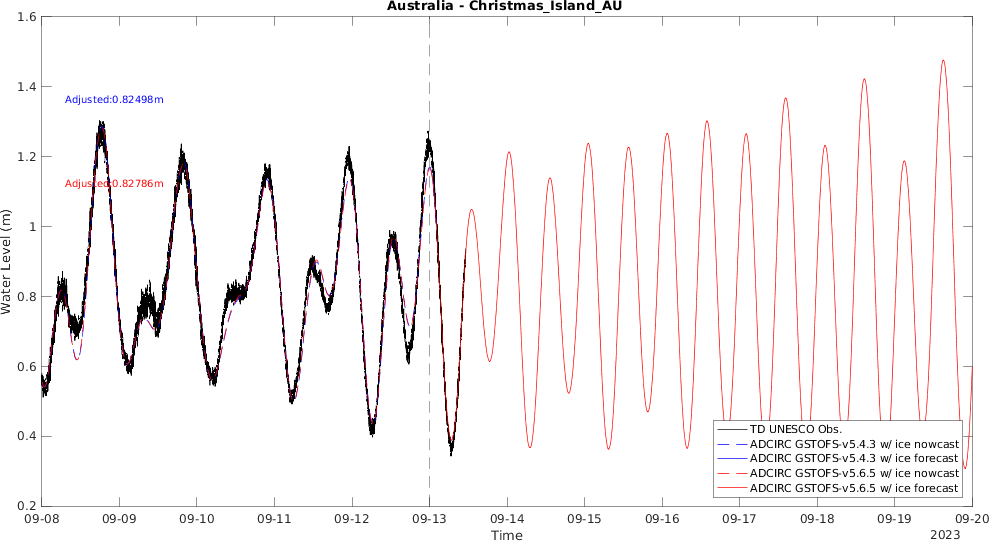 Australia - Christmas_Island_AU
Water Level (m)
1.6
1.4
1.2
1
0.8
0.6
0.4
0.2
Adjusted:0.82498m
Adjusted:0.82786m
TD UNESCO Obs.
ADCIRC GSTOFS-v5.4.3 w/ ice nowcast
ADCIRC GSTOFS-v5.4.3 w/ ice forecast
ADCIRC GSTOFS-v5.6.5 w/ ice nowcast
ADCIRC GSTOFS-v5.6.5 w/ ice forecast
09-08 09-09 09-10 09-11 09-12 09-13 09-14 09-15 09-16 09-17 09-18 09-19 09-20
Time
2023